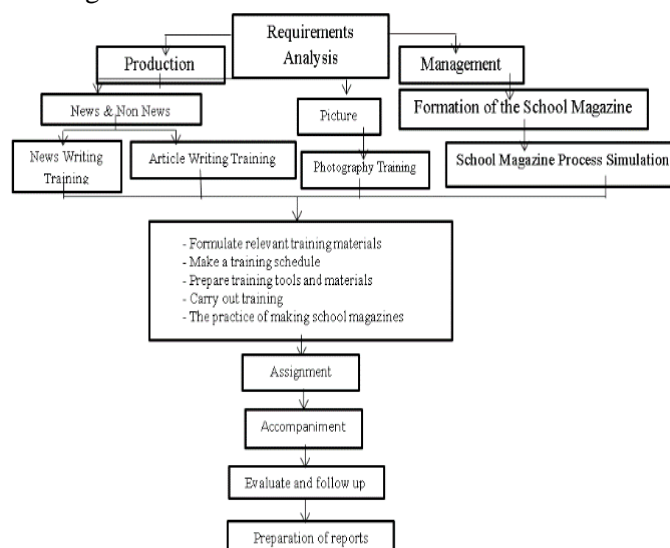 Requirements
Analysis
Production
Management
News & Non News
Picture
Formation of the School Magazine
News Writing
Training
Article Writing Training
Photography Training
School Magazine Process Simulation
- Formulate relevant training materials
- Make a training schedule
- Prepare training tools and materials
- Carry out training
- The practice of making school magazines
Assignment
Accompaniment
Evaluate and follow up
Preparation of reports